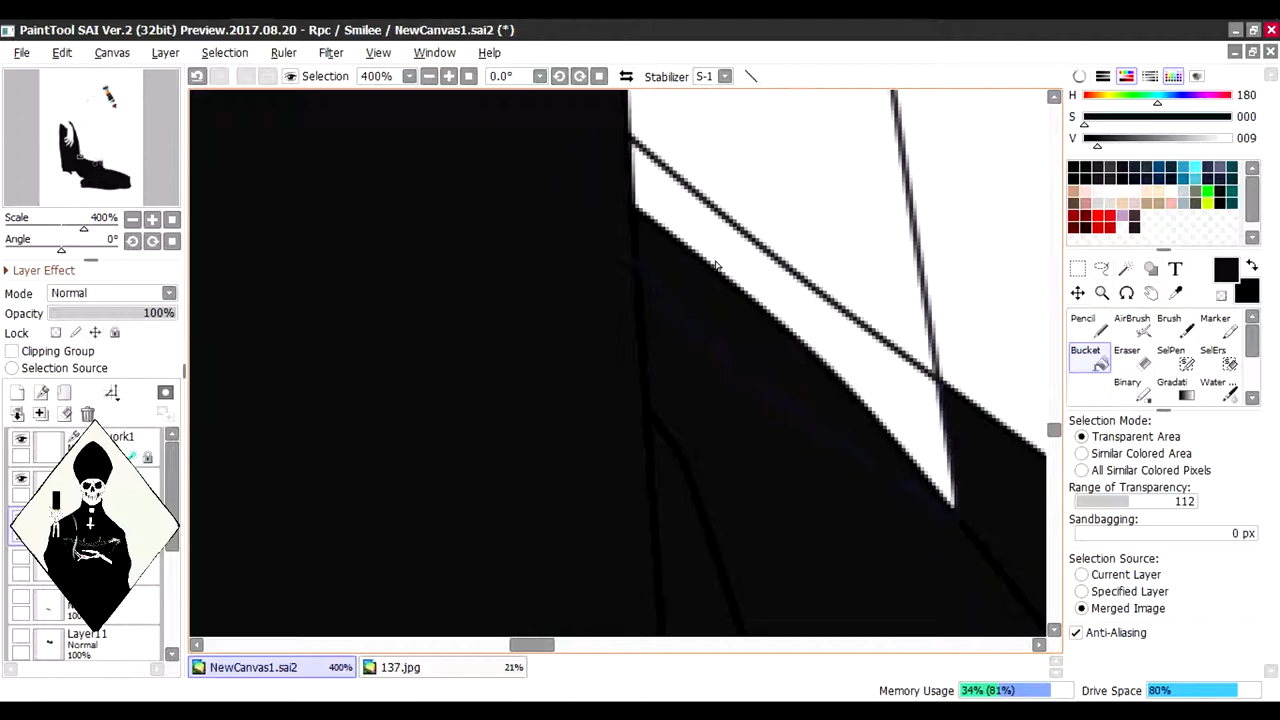 PaintTool SAI Ver.2 (32bit) Preview.2017.08.20 - Rpc / Smilee / NewCanvas1.sai2 (*)
File Edit Canvas Layer Selection Ruler Filter View Window Help
Selection 400% 0.0° Stabilizer S-1
H 180
S 000
V 009
Scale 400%
Angle 0°
Layer Effect
Mode Normal
Opacity 100%
Lock
Clipping Group
Selection Source
work1
Layer11
Normal
100%
T
Pencil AirBrush Brush Marker
Bucket Eraser SelPen SelErs
Binary Gradati Water ...
Selection Mode:
Transparent Area
Similar Colored Area
All Similar Colored Pixels
Range of Transparency:
112
Sandbagging:
0 px
Selection Source:
Current Layer
Specified Layer
Merged Image
Anti-Aliasing
NewCanvas1.sai2 400% 137.jpg 21%
Memory Usage 34% (81%) Drive Space 80%